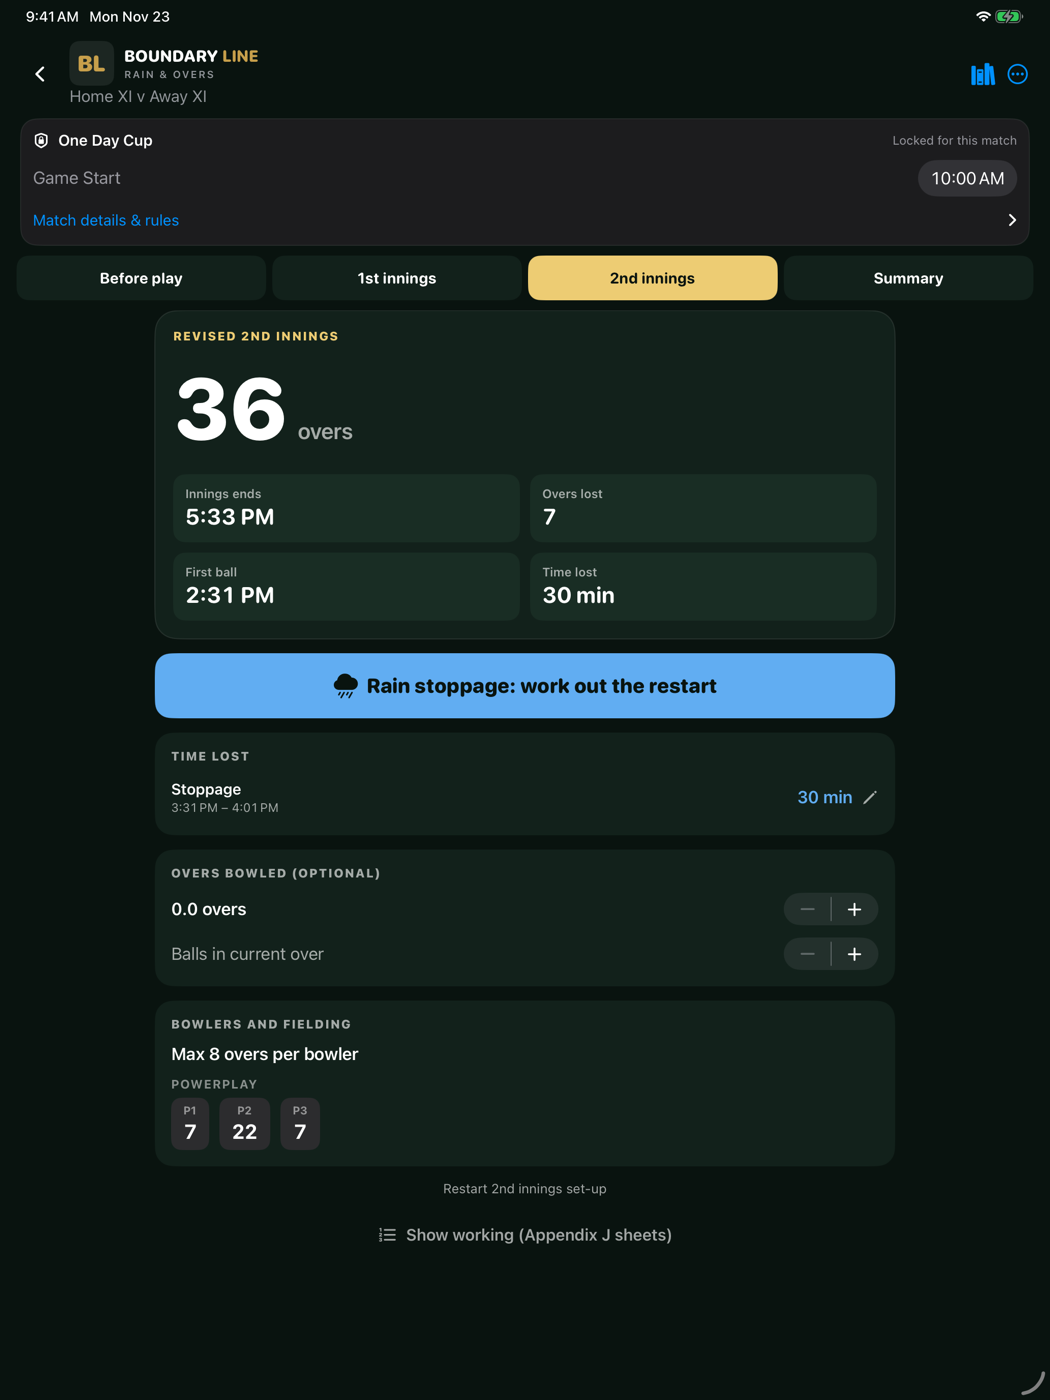 9:41 AM Mon Nov 23
BL
BOUNDARY LINE
RAIN & OVERS
Home XI v Away XI
One Day Cup
Locked for this match
Game Start
10:00 AM
Match details & rules
Before play
1st innings
2nd innings
Summary
REVISED 2ND INNINGS
36 overs
Innings ends
5:33 PM
Overs lost
7
First ball
2:31 PM
Time lost
30 min
Rain stoppage: work out the restart
TIME LOST
Stoppage
3:31 PM – 4:01 PM
30 min
OVERS BOWLED (OPTIONAL)
0.0 overs
Balls in current over
BOWLERS AND FIELDING
Max 8 overs per bowler
POWERPLAY
P1
7
P2
22
P3
7
Restart 2nd innings set-up
Show working (Appendix J sheets)